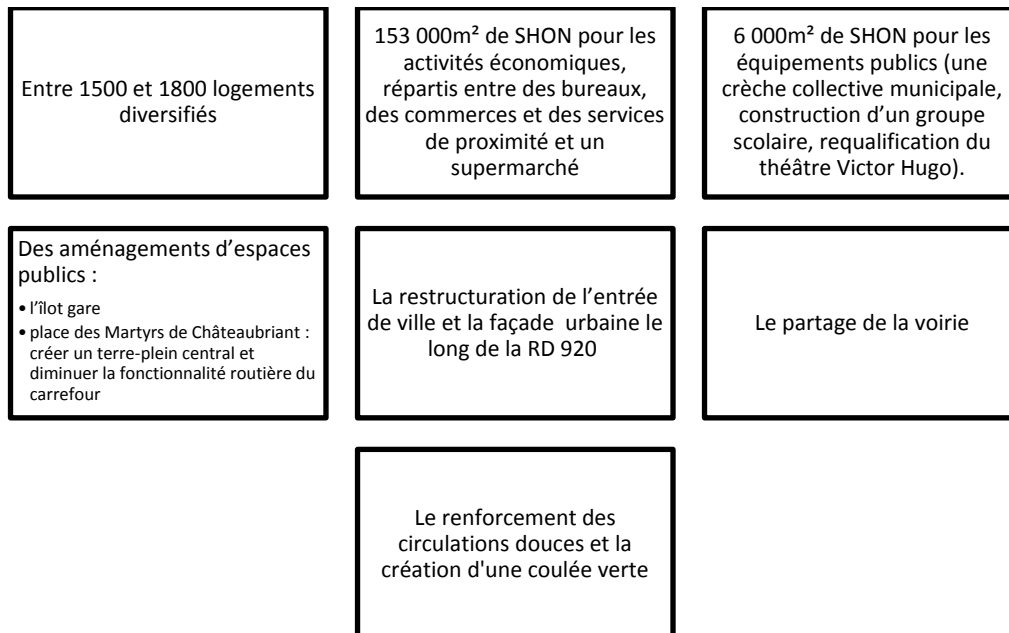 Entre 1500 et 1800 logements
diversifiés
153 000m² de SHON pour les
activités économiques,
répartis entre des bureaux,
des commerces et des services
de proximité et un
supermarché
6 000m² de SHON pour les
équipements publics (une
crèche collective municipale,
construction d'un groupe
scolaire, requalification du
théâtre Victor Hugo).
Des aménagements d'espaces
publics :
• l'îlot gare
• place des Martyrs de Châteaubriant :
créer un terre-plein central et
diminuer la fonctionnalité routière du
carrefour
La restructuration de l'entrée
de ville et la façade urbaine le
long de la RD 920
Le partage de la voirie
Le renforcement des
circulations douces et la
création d'une coulée verte